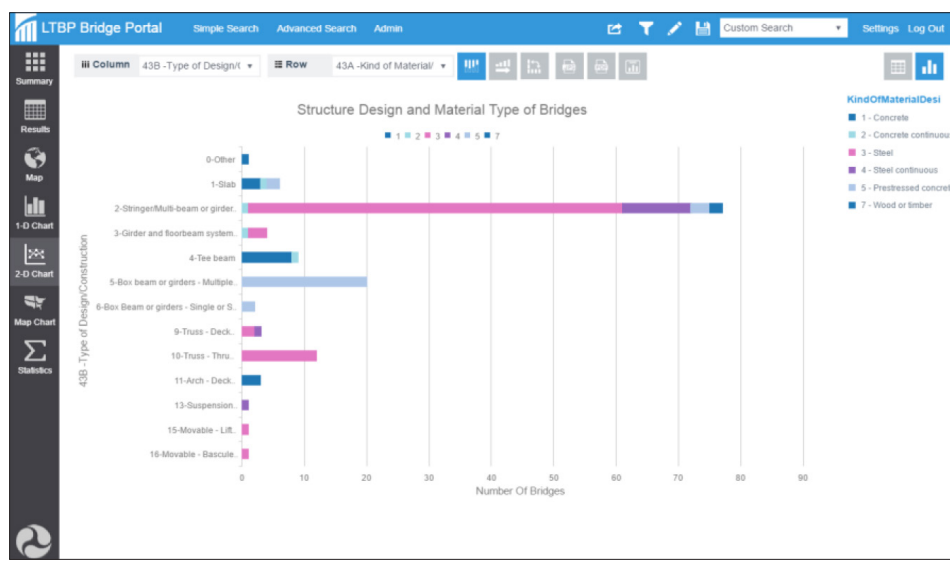 LTBP Bridge Portal Simple Search Advanced Search Admin Custom Search Settings Log Out
Summary
Results
Map
1-D Chart
2-D Chart
Map Chart
Statistics
Column 43B -Type of Design/( Row 43A -Kind of Material/
Structure Design and Material Type of Bridges
1 2 3 4 5 7
0-Other
1-Slab
2-Stringer/Multi-beam or girder..
3-Girder and floorbeam system..
4-Tee beam
5-Box beam or girders - Multiple..
6-Box Beam or girders - Single or S..
9-Truss - Deck..
10-Truss - Thru..
11-Arch - Deck..
13-Suspension..
15-Movable - Lift..
16-Movable - Bascule..
43B -Type of Design/Construction
0 10 20 30 40 50 60 70 80 90
Number Of Bridges
KindOfMaterialDesi
1 - Concrete
2 - Concrete continuou
3 - Steel
4 - Steel continuous
5 - Prestressed concret
7 - Wood or timber